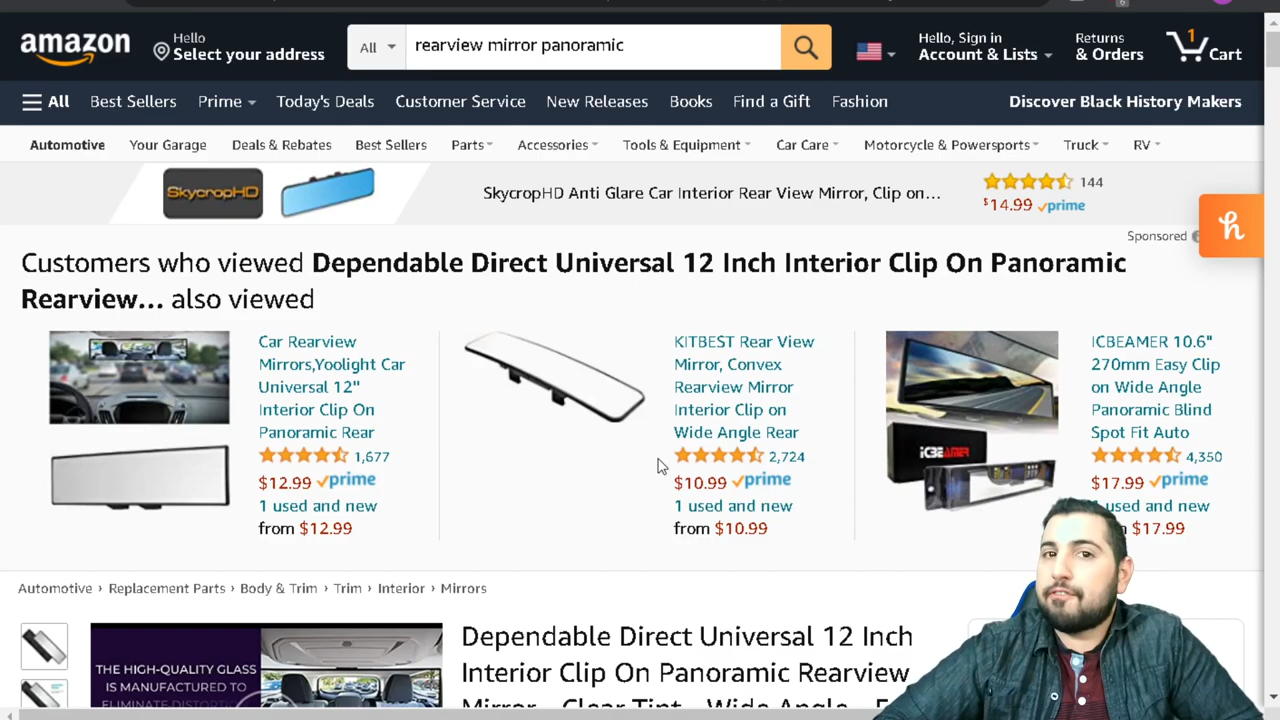 amazon
Hello
Select your address
All
rearview mirror panoramic
Hello, Sign in
Account & Lists
Returns
& Orders
1
Cart
All
Best Sellers
Prime
Today's Deals
Customer Service
New Releases
Books
Find a Gift
Fashion
Discover Black History Makers
Automotive
Your Garage
Deals & Rebates
Best Sellers
Parts
Accessories
Tools & Equipment
Car Care
Motorcycle & Powersports
Truck
RV
SkycropHD
SkycropHD Anti Glare Car Interior Rear View Mirror, Clip on...
144
$14.99 prime
Sponsored
h
Customers who viewed Dependable Direct Universal 12 Inch Interior Clip On Panoramic
Rearview... also viewed
Car Rearview
Mirrors,Yoolight Car
Universal 12"
Interior Clip On
Panoramic Rear
1,677
$12.99 prime
1 used and new
from $12.99
KITBEST Rear View
Mirror, Convex
Rearview Mirror
Interior Clip on
Wide Angle Rear
2,724
$10.99 prime
1 used and new
from $10.99
ICBEAMER
ICBEAMER 10.6"
270mm Easy Clip
on Wide Angle
Panoramic Blind
Spot Fit Auto
4,350
$17.99 prime
used and new
$17.99
Automotive › Replacement Parts › Body & Trim › Trim › Interior › Mirrors
THE HIGH-QUALITY GLASS
IS MANUFACTURED TO
ELIMINATE DISTORTION
Dependable Direct Universal 12 Inch
Interior Clip On Panoramic Rearview
Mirror - Clear Tint - Wide Angle -